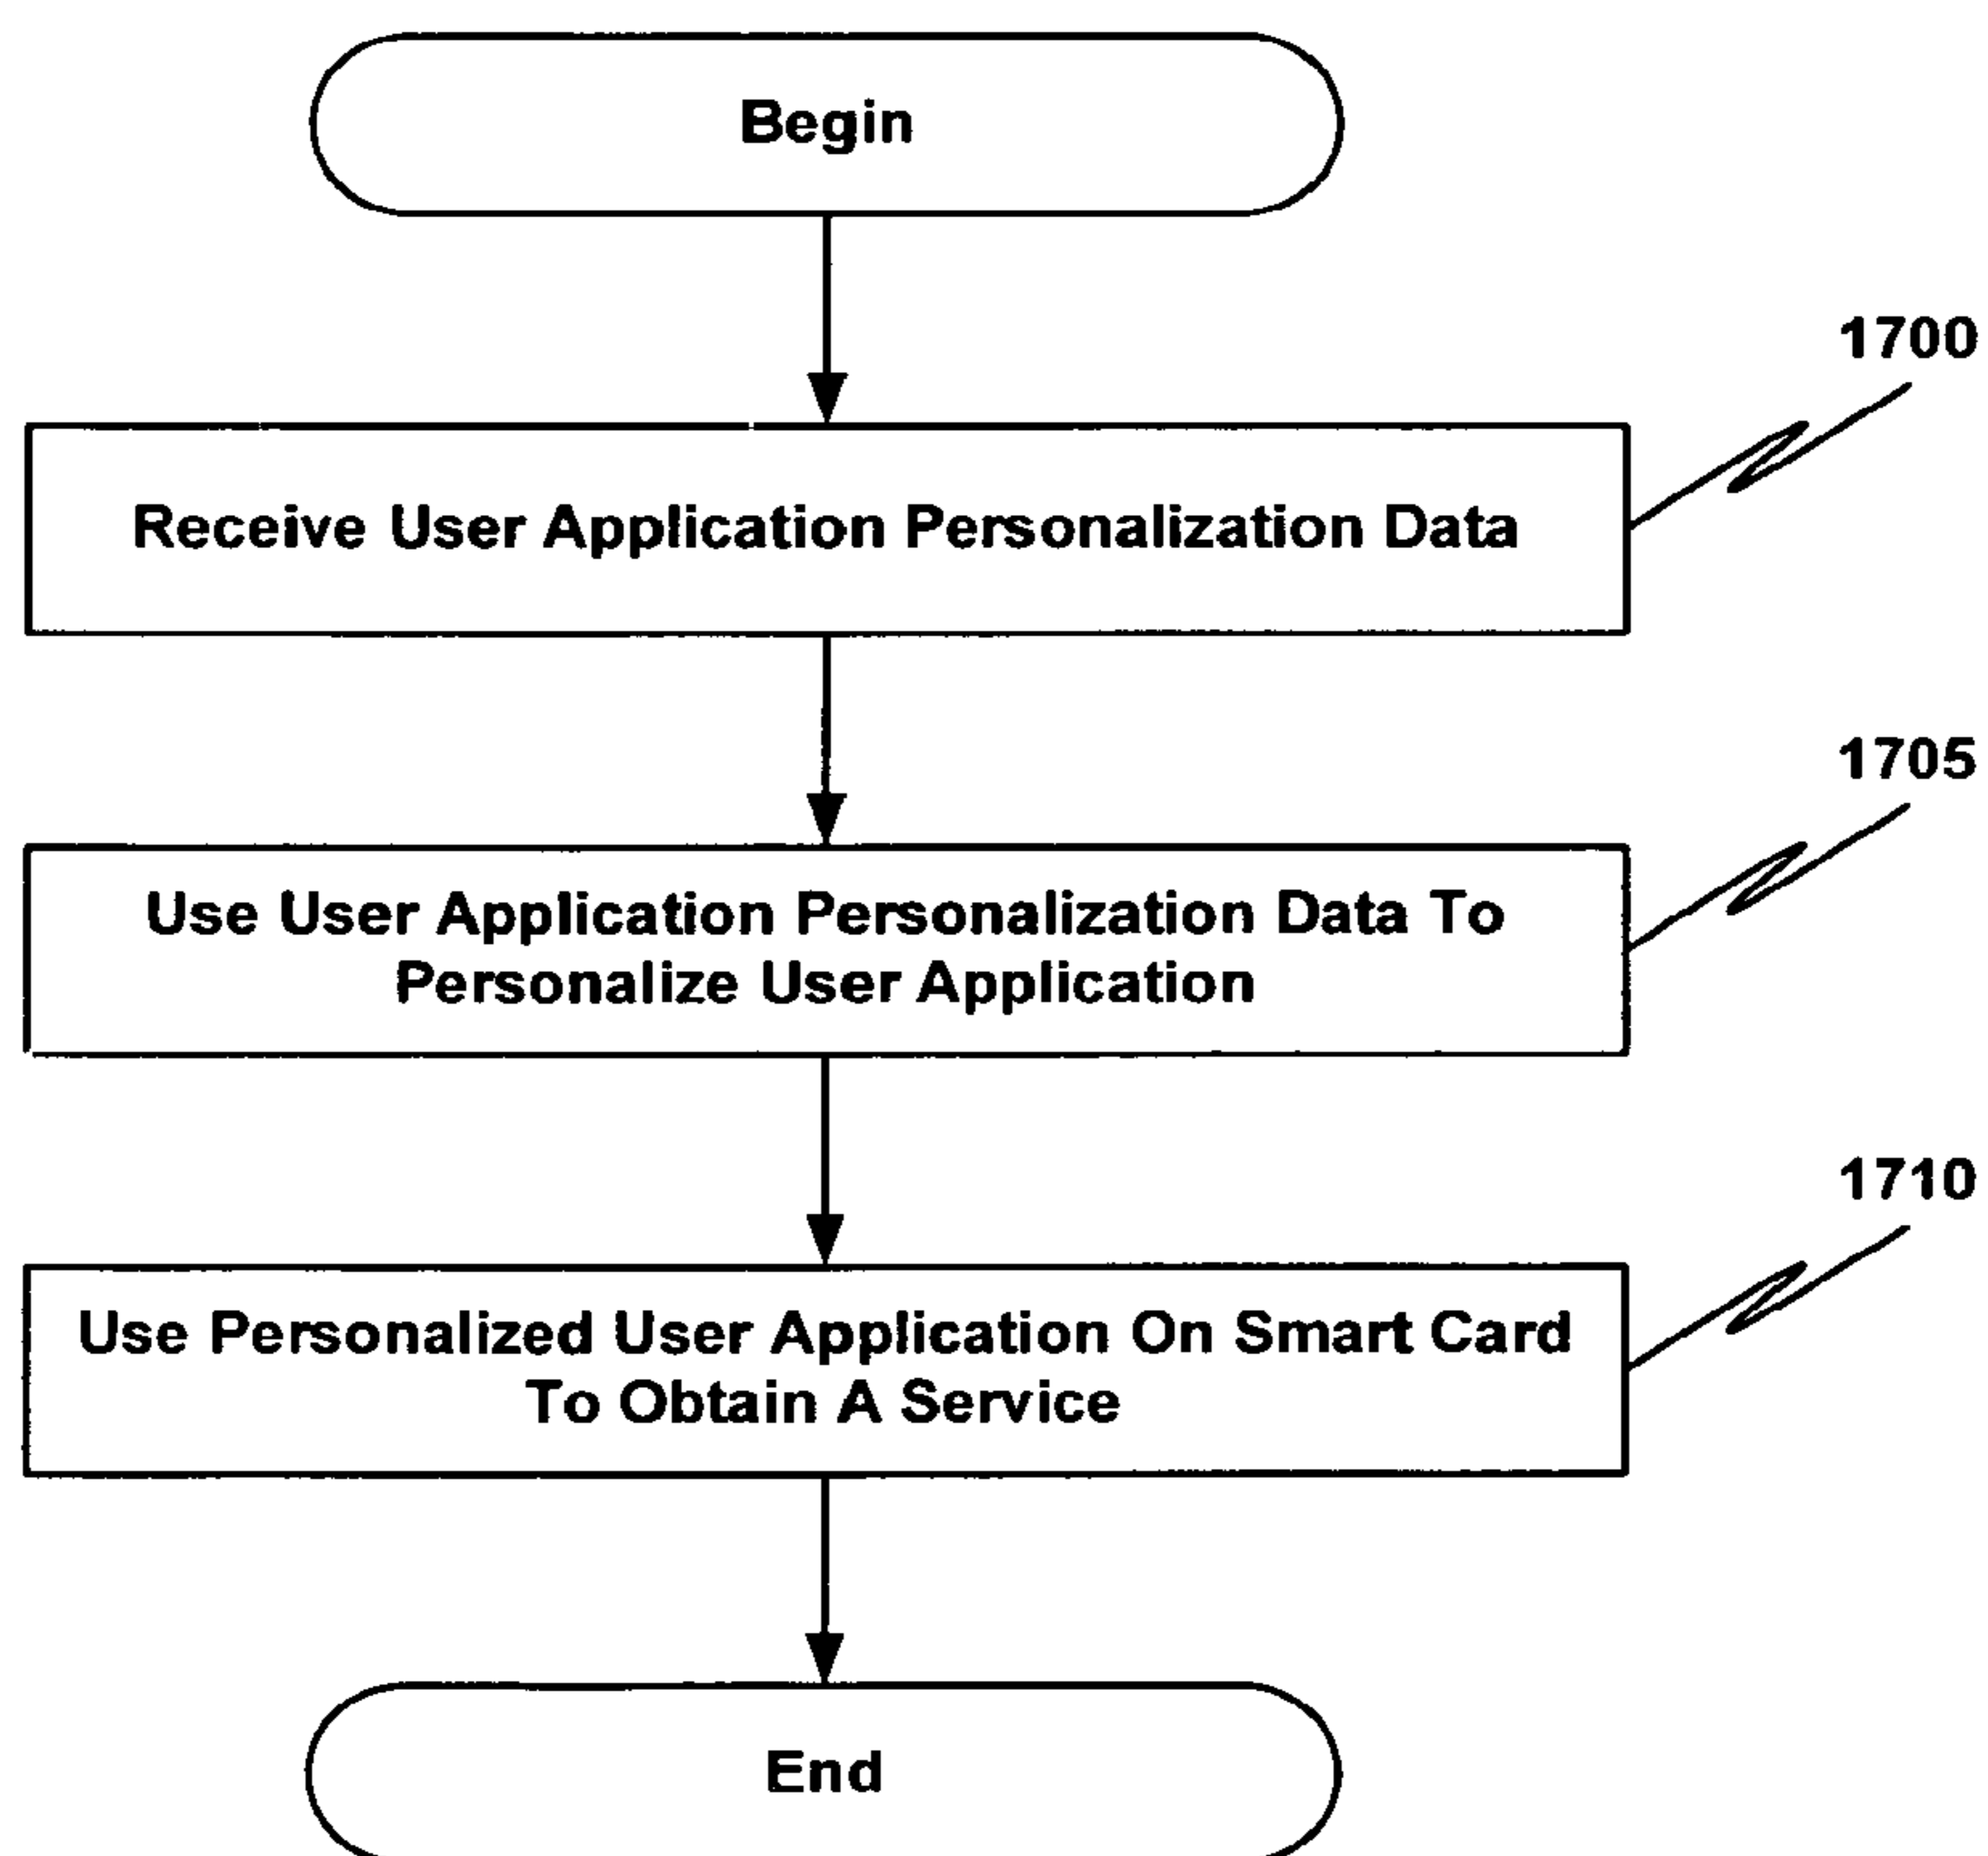 Begin
1700
Receive User Application Personalization Data
1705
Use User Application Personalization Data To
Personalize User Application
1710
Use Personalized User Application On Smart Card
To Obtain A Service
End